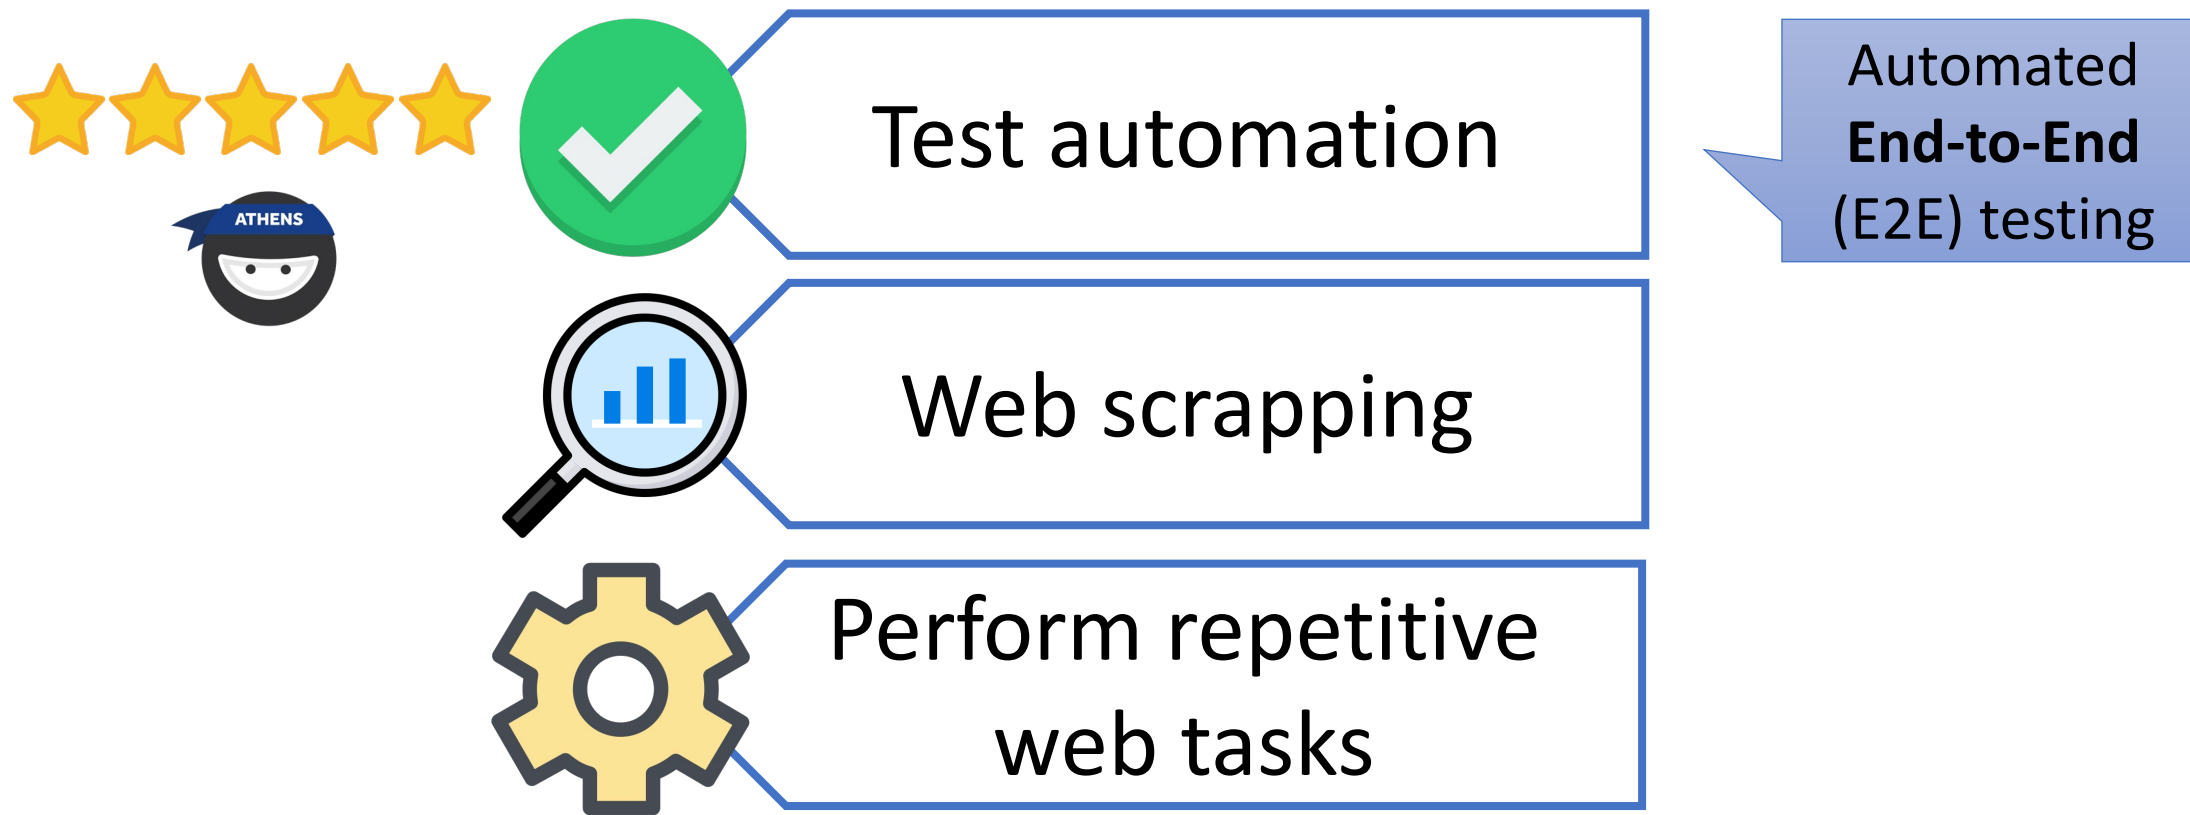 ATHENS
Test automation
Automated
End-to-End
(E2E) testing
Web scrapping
Perform repetitive
web tasks